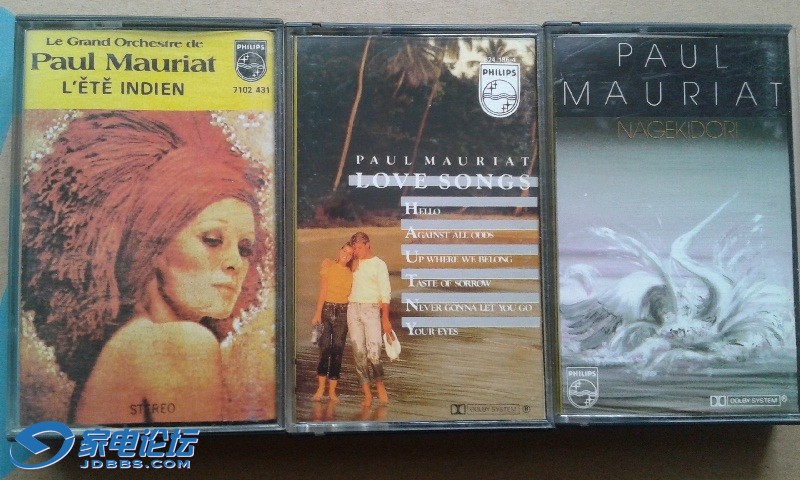 Le Grand Orchestre de
Paul Mauriat
L'ĔTĔ INDIEN
PHILIPS
7102 431
STEREO
PHILIPS
PAUL MAURIAT
LOVE SONGS
HELLO
AGAINST ALL ODDS
UP WHERE WE BELONG
TASTE OF SORROW
NEVER GONNA LET YOU GO
YOUR EYES
DOLBY SYSTEM ®
PAUL
MAURIAT
NAGEKIDORI
PHILIPS
DOLBY SYSTEM ®
家电论坛
JDBBS.COM